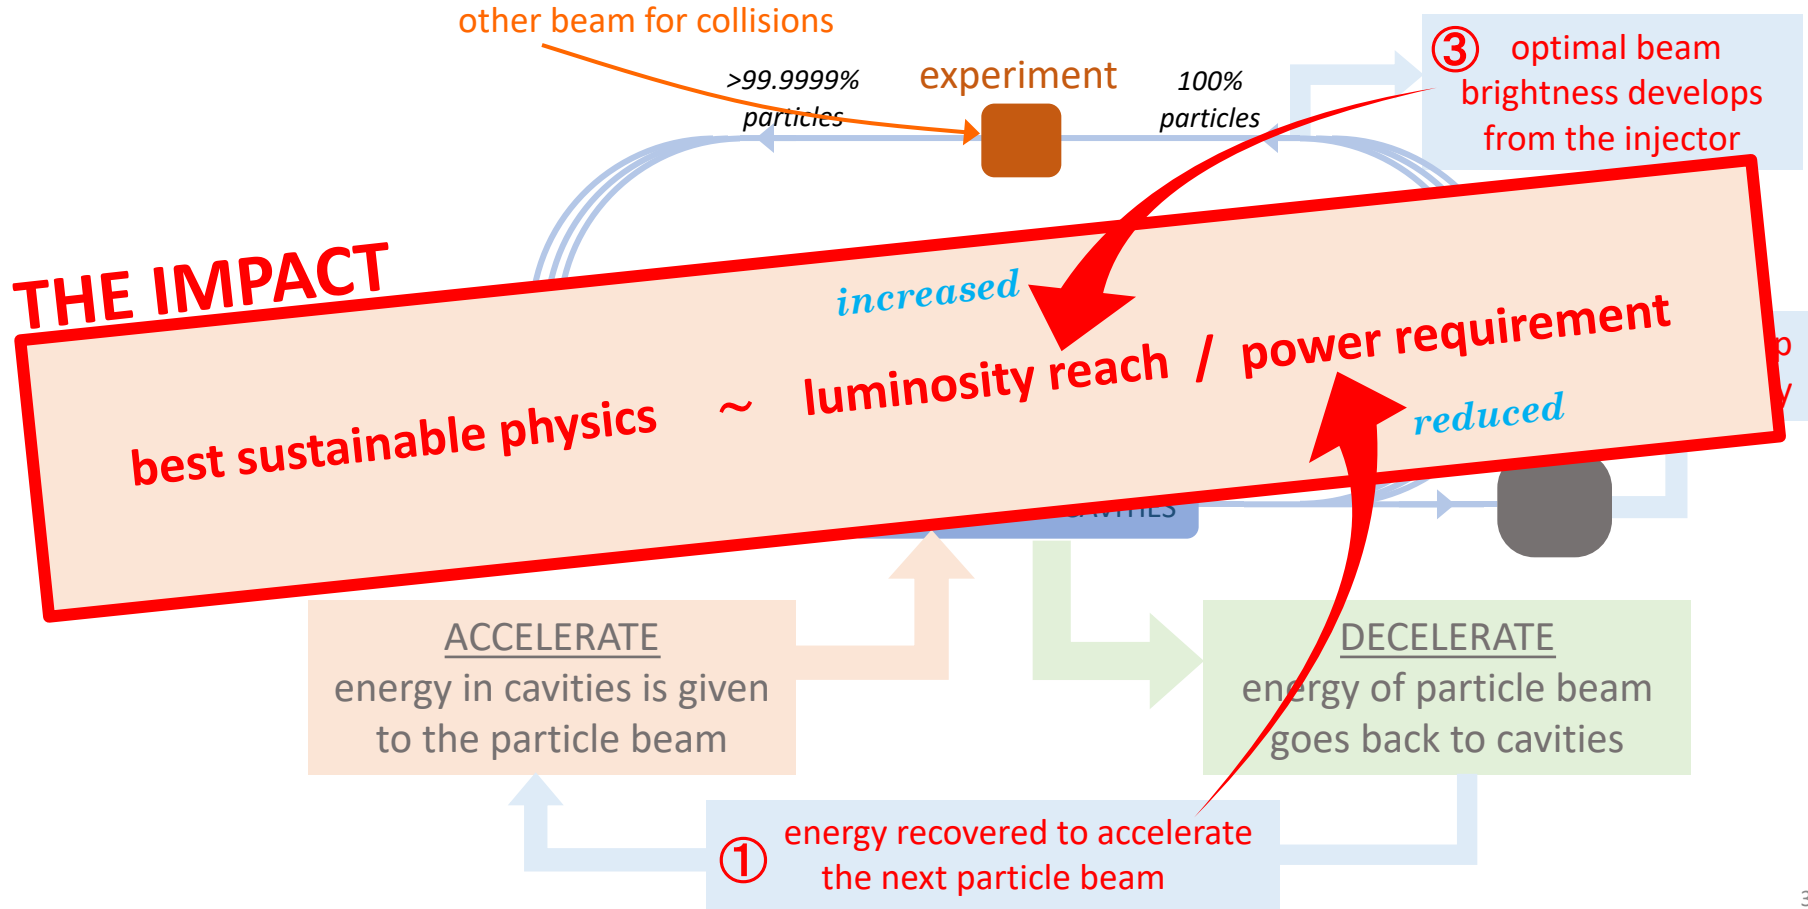 other beam for collisions
>99.9999%
particles
experiment
100%
particles
③ optimal beam
brightness develops
from the injector
THE IMPACT
increased
best sustainable physics ~ luminosity reach / power requirement
reduced
p
y
CAVITIES
ACCELERATE
energy in cavities is given
to the particle beam
DECELERATE
energy of particle beam
goes back to cavities
① energy recovered to accelerate
the next particle beam
3